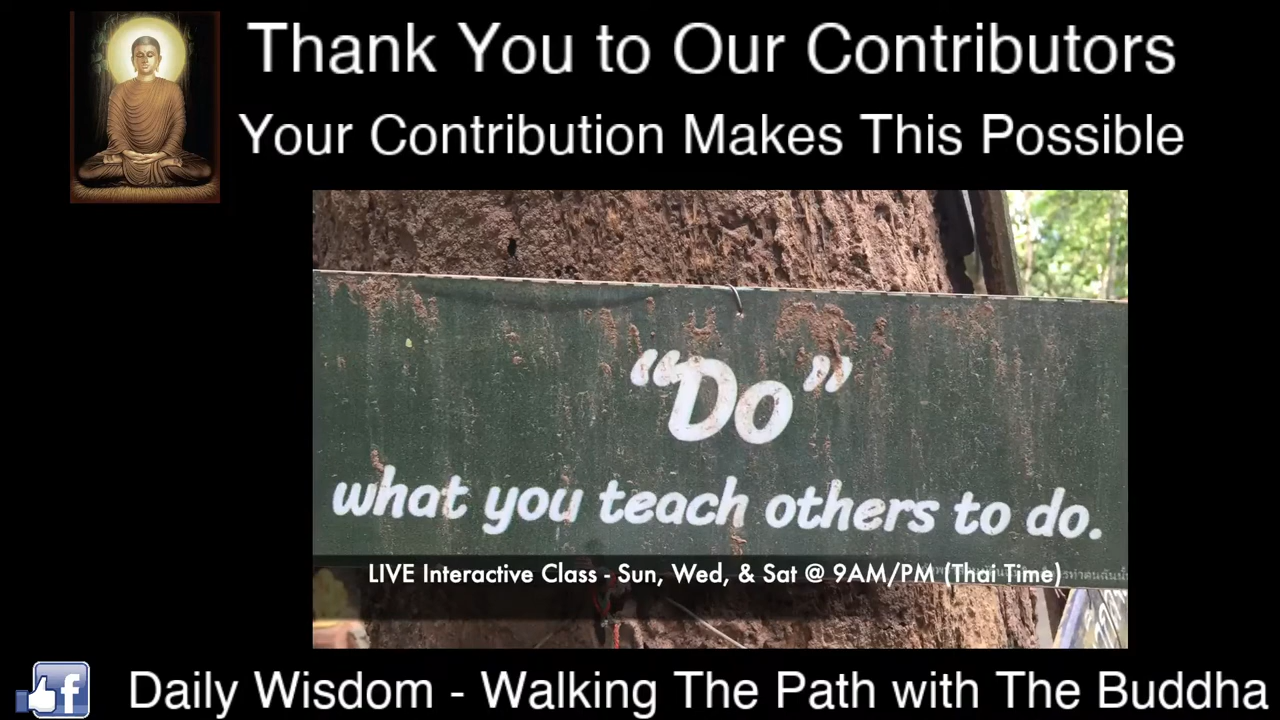 Thank You to Our Contributors
Your Contribution Makes This Possible
“Do”
what you teach others to do.
LIVE Interactive Class - Sun, Wed, & Sat @ 9AM/PM (Thai Time)
Daily Wisdom - Walking The Path with The Buddha